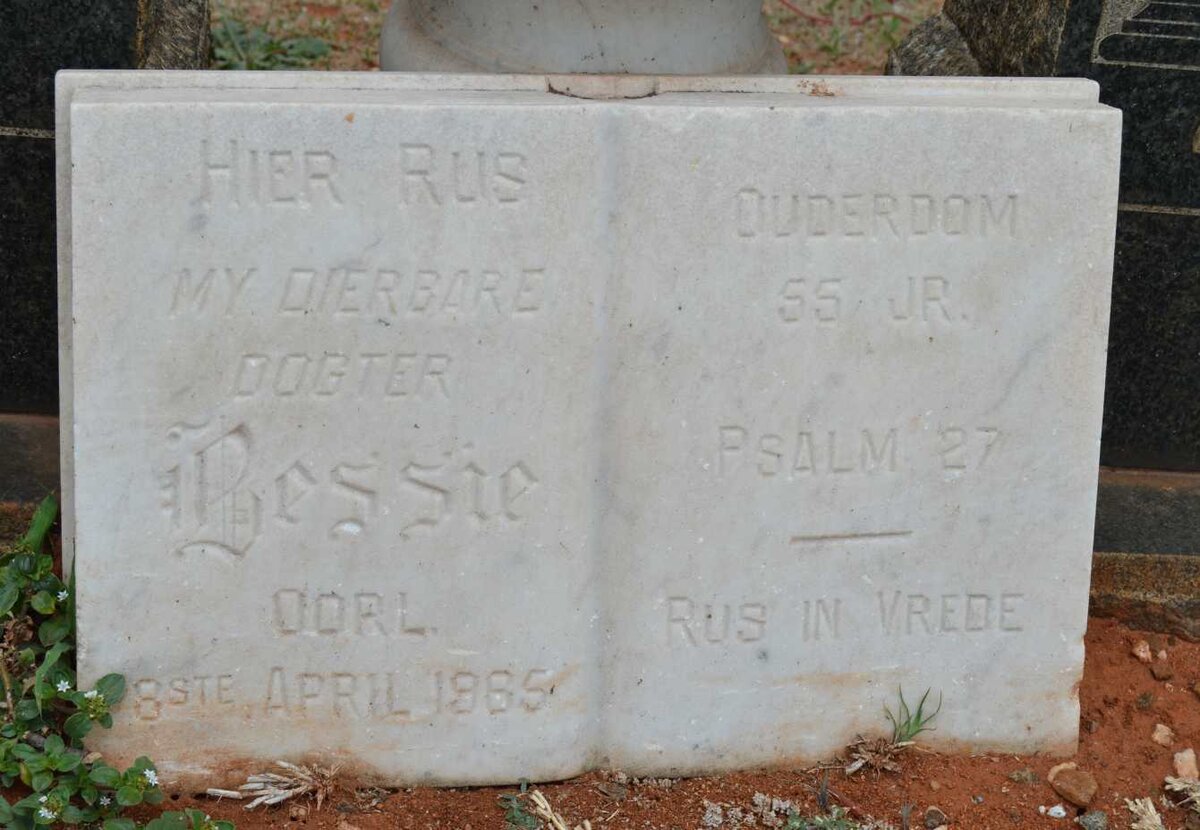 HIER RUS
MY DIERBARE
DOGTER
Bessie
OORL.
8STE APRIL 1965
OUDERDOM
55 JR.
PSALM 27
RUS IN VREDE